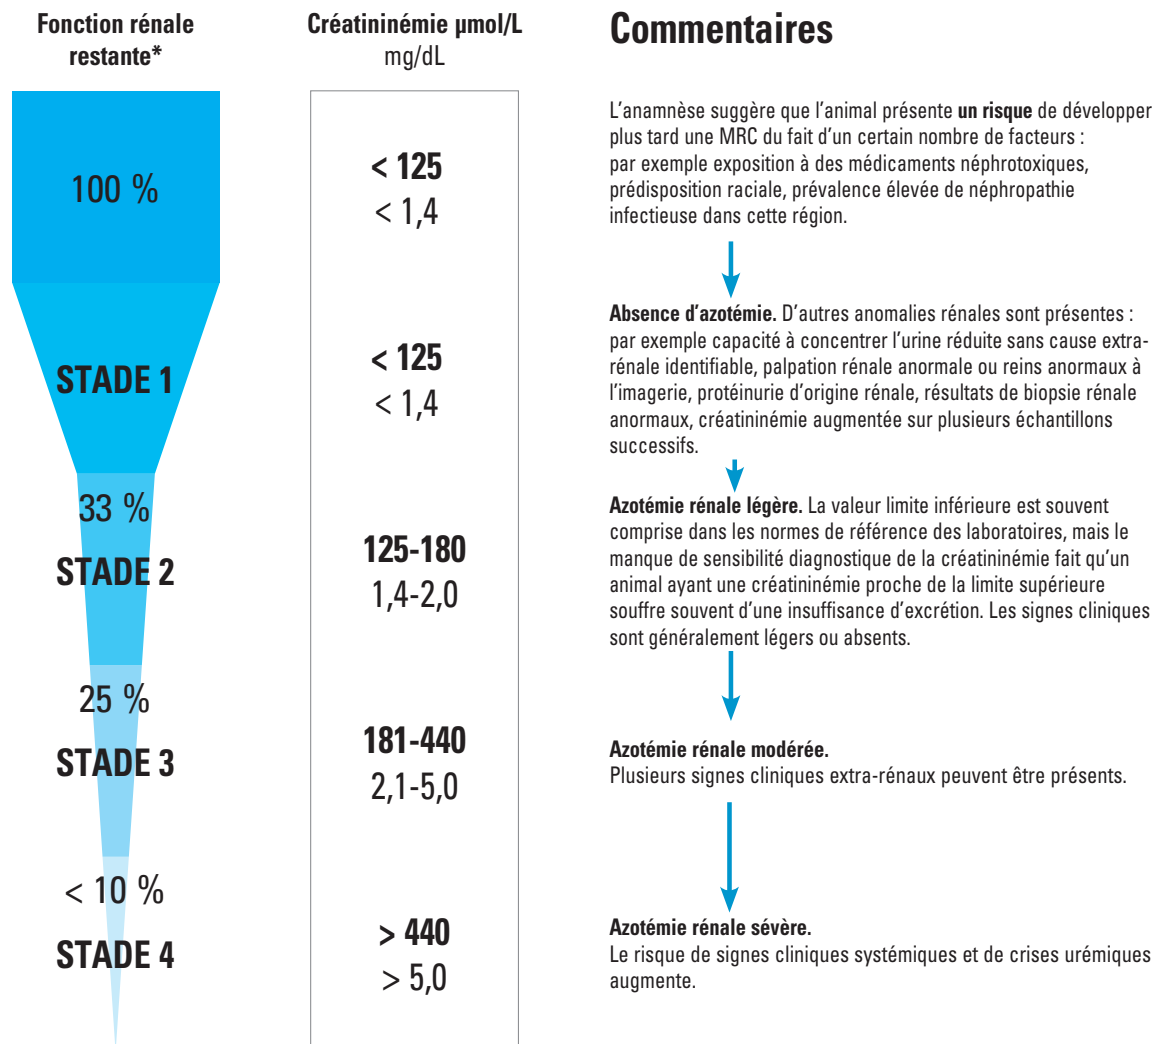 Fonction rénale
restante*
Créatininémie µmol/L
mg/dL
Commentaires
100 %
< 125
< 1,4
L’anamnèse suggère que l’animal présente un risque de développer
plus tard une MRC du fait d’un certain nombre de facteurs :
par exemple exposition à des médicaments néphrotoxiques,
prédisposition raciale, prévalence élevée de néphropathie
infectieuse dans cette région.
STADE 1
< 125
< 1,4
Absence d’azotémie. D’autres anomalies rénales sont présentes :
par exemple capacité à concentrer l’urine réduite sans cause extra-
rénale identifiable, palpation rénale anormale ou reins anormaux à
l’imagerie, protéinurie d’origine rénale, résultats de biopsie rénale
anormaux, créatininémie augmentée sur plusieurs échantillons
successifs.
33 %
STADE 2
125-180
1,4-2,0
Azotémie rénale légère. La valeur limite inférieure est souvent
comprise dans les normes de référence des laboratoires, mais le
manque de sensibilité diagnostique de la créatininémie fait qu’un
animal ayant une créatininémie proche de la limite supérieure
souffre souvent d’une insuffisance d’excrétion. Les signes cliniques
sont généralement légers ou absents.
25 %
STADE 3
181-440
2,1-5,0
Azotémie rénale modérée.
Plusieurs signes cliniques extra-rénaux peuvent être présents.
< 10 %
STADE 4
> 440
> 5,0
Azotémie rénale sévère.
Le risque de signes cliniques systémiques et de crises urémiques
augmente.